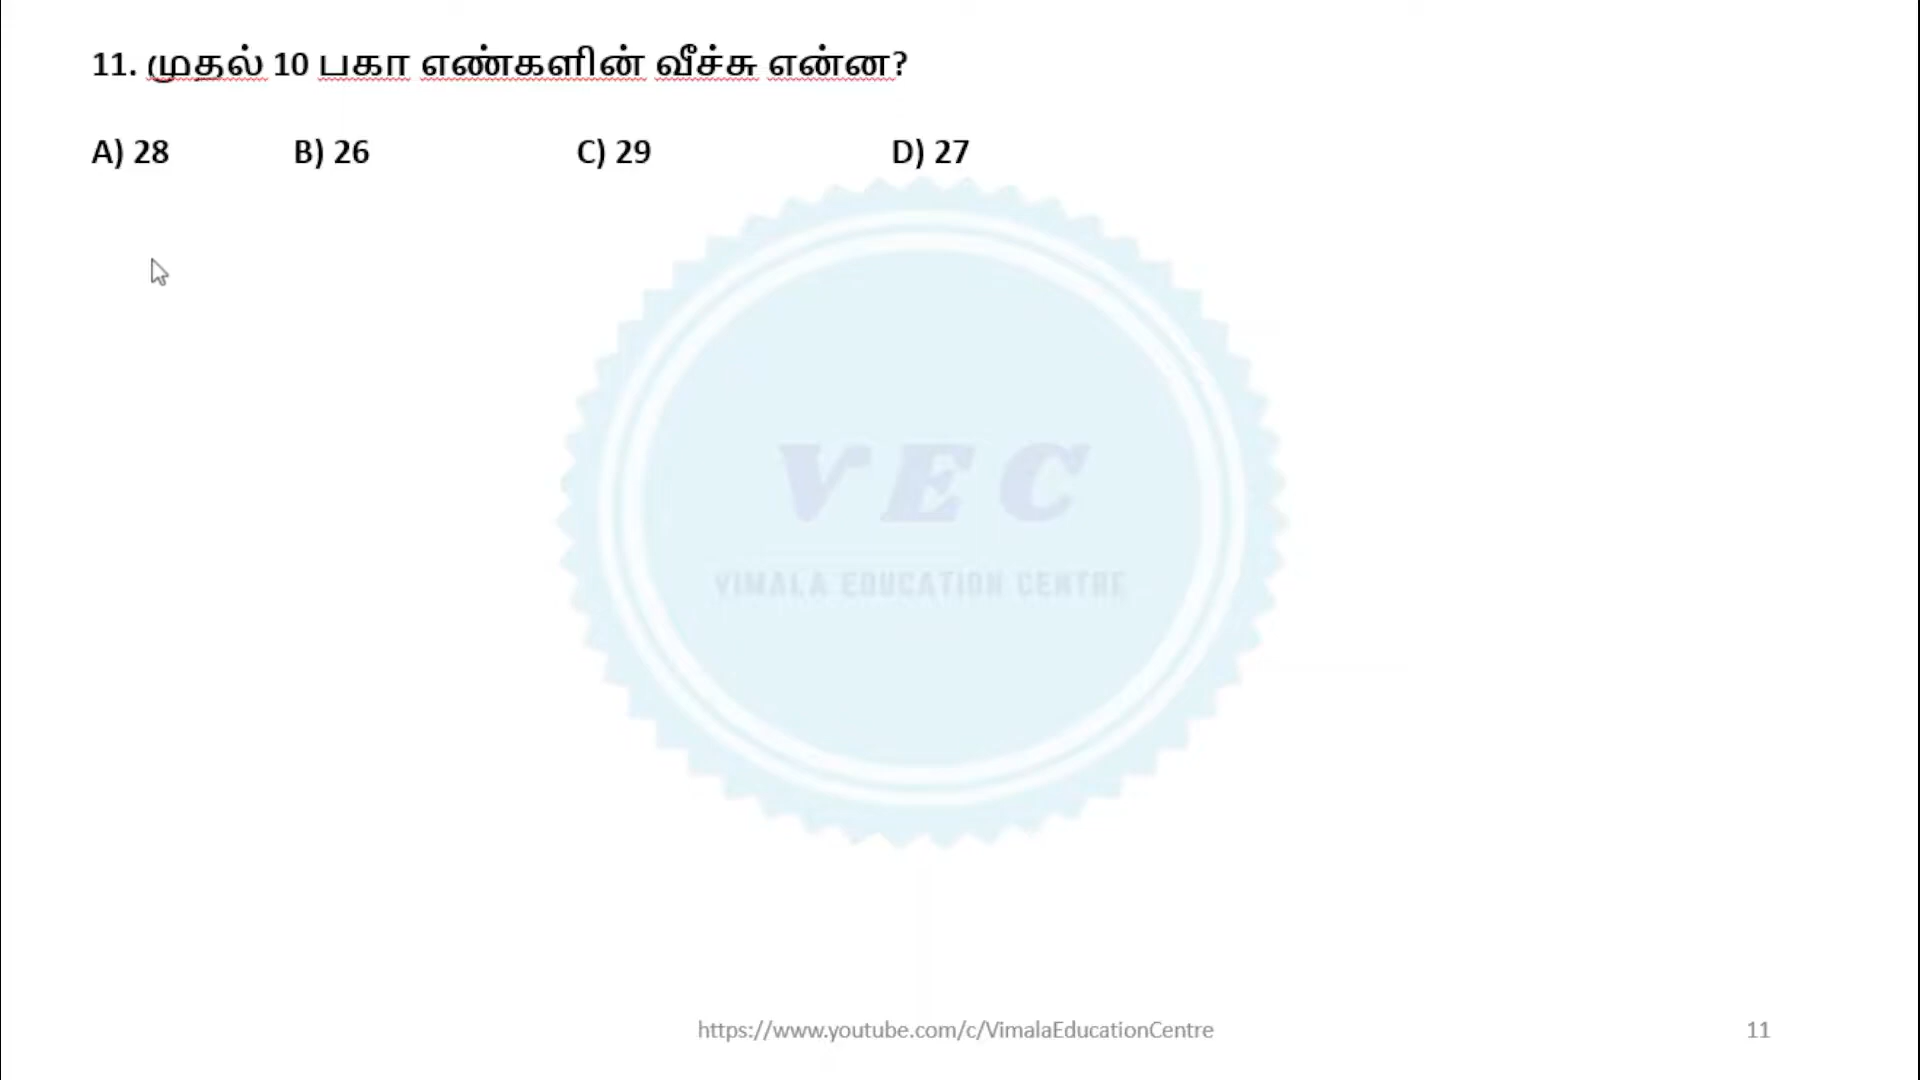 11. முதல் 10 பகா எண்களின் வீச்சு என்ன?
A) 28 B) 26 C) 29 D) 27
VEC
VIMALA EDUCATION CENTRE
https://www.youtube.com/c/VimalaEducationCentre 11